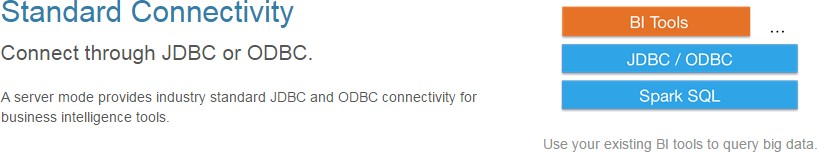 Standard Connectivity
Connect through JDBC or ODBC.
A server mode provides industry standard JDBC and ODBC connectivity for
business intelligence tools.
BI Tools
...
JDBC / ODBC
Spark SQL
Use your existing BI tools to query big data.